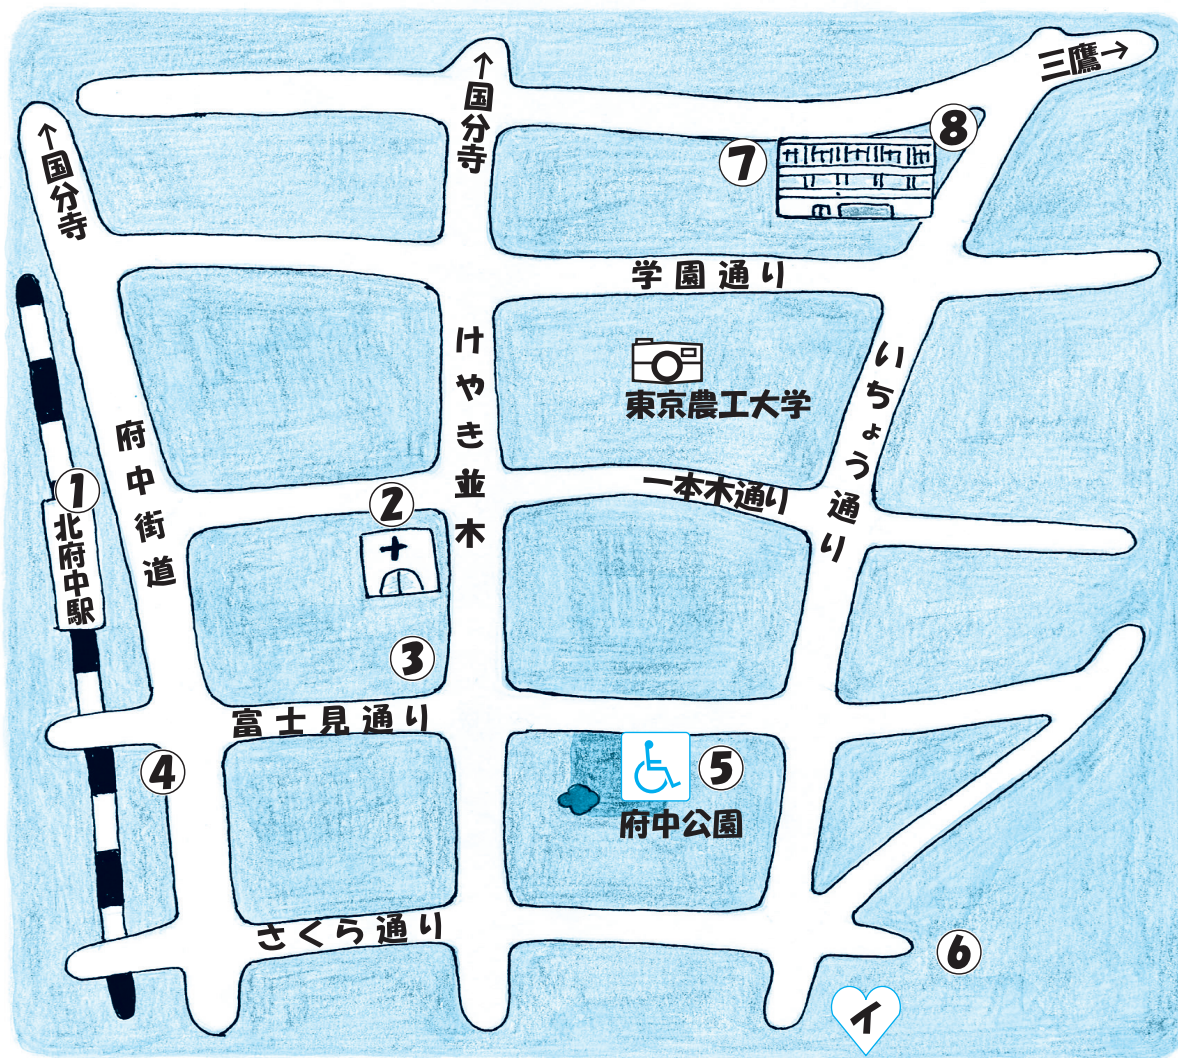 三鷹→
↑国分寺
↑国分寺
8
7
学園通り
けやき並木
いちょう通り
東京農工大学
府中街道
一本木通り
1
北府中駅
2
3
富士見通り
4
5
府中公園
さくら通り
6
イ